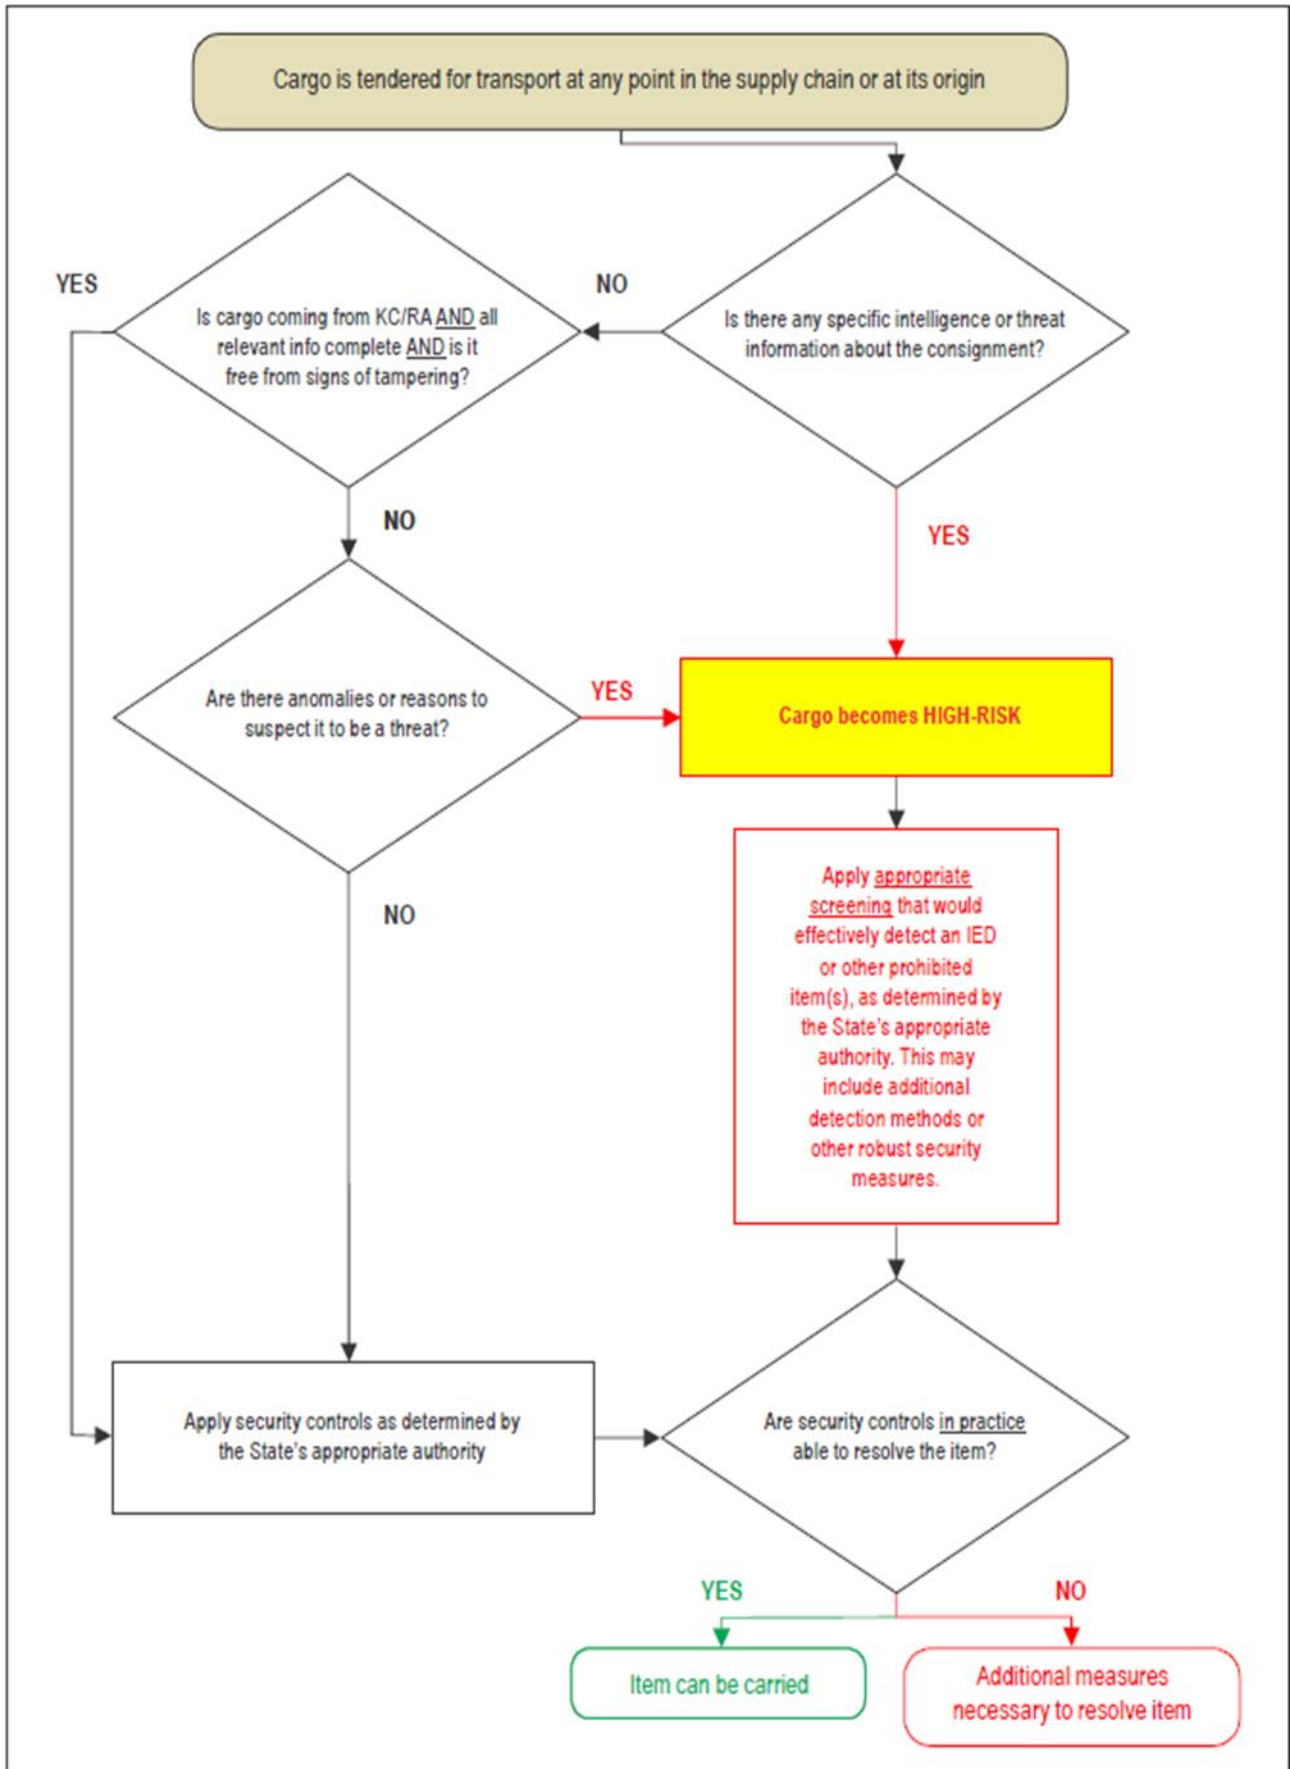 Cargo is tendered for transport at any point in the supply chain or at its origin
YES
NO
Is cargo coming from KC/RA AND all
relevant info complete AND is it
free from signs of tampering?
Is there any specific intelligence or threat
information about the consignment?
NO
YES
Are there anomalies or reasons to
suspect it to be a threat?
YES
Cargo becomes HIGH-RISK
NO
Apply appropriate
screening that would
effectively detect an IED
or other prohibited
item(s), as determined by
the State's appropriate
authority. This may
include additional
detection methods or
other robust security
measures.
Apply security controls as determined by
the State's appropriate authority
Are security controls in practice
able to resolve the item?
YES
NO
Item can be carried
Additional measures
necessary to resolve item